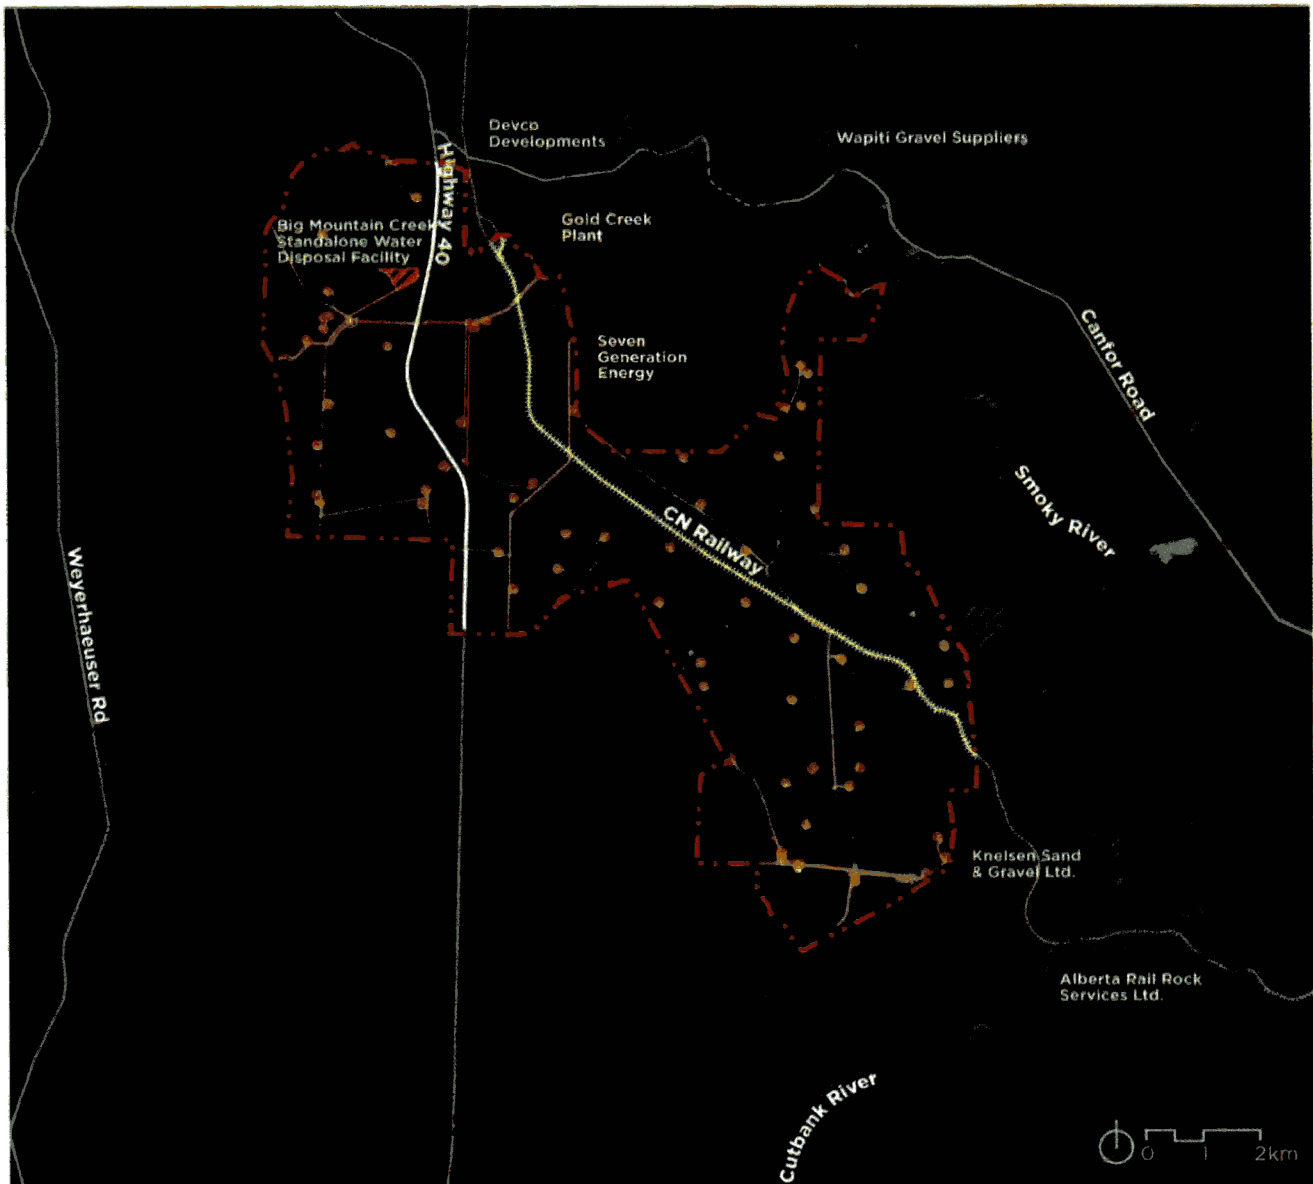 Devco
Developments
Wapiti Gravel Suppliers
Highway 40
Big Mountain Creek
Standalone Water
Disposal Facility
Gold Creek
Plant
Seven
Generation
Energy
Canfor Road
Smoky River
CN Railway
Weyerhaeuser Rd
Knelsen Sand
& Gravel Ltd.
Alberta Rail Rock
Services Ltd.
Cutbank River
0 1 2km